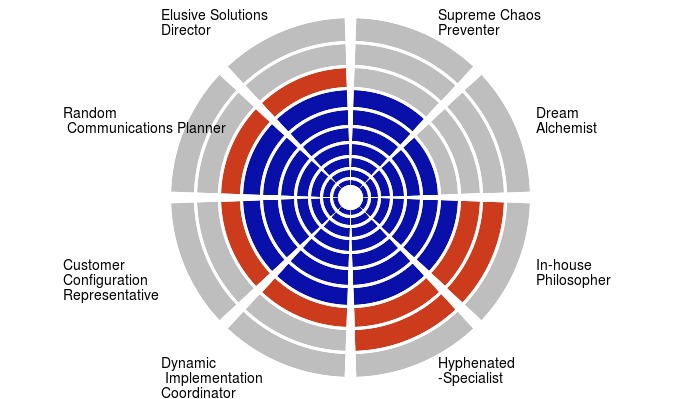 Elusive Solutions
Director
Supreme Chaos
Preventer
Random
Communications Planner
Dream
Alchemist
Customer
Configuration
Representative
In-house
Philosopher
Dynamic
Implementation
Coordinator
Hyphenated
-Specialist